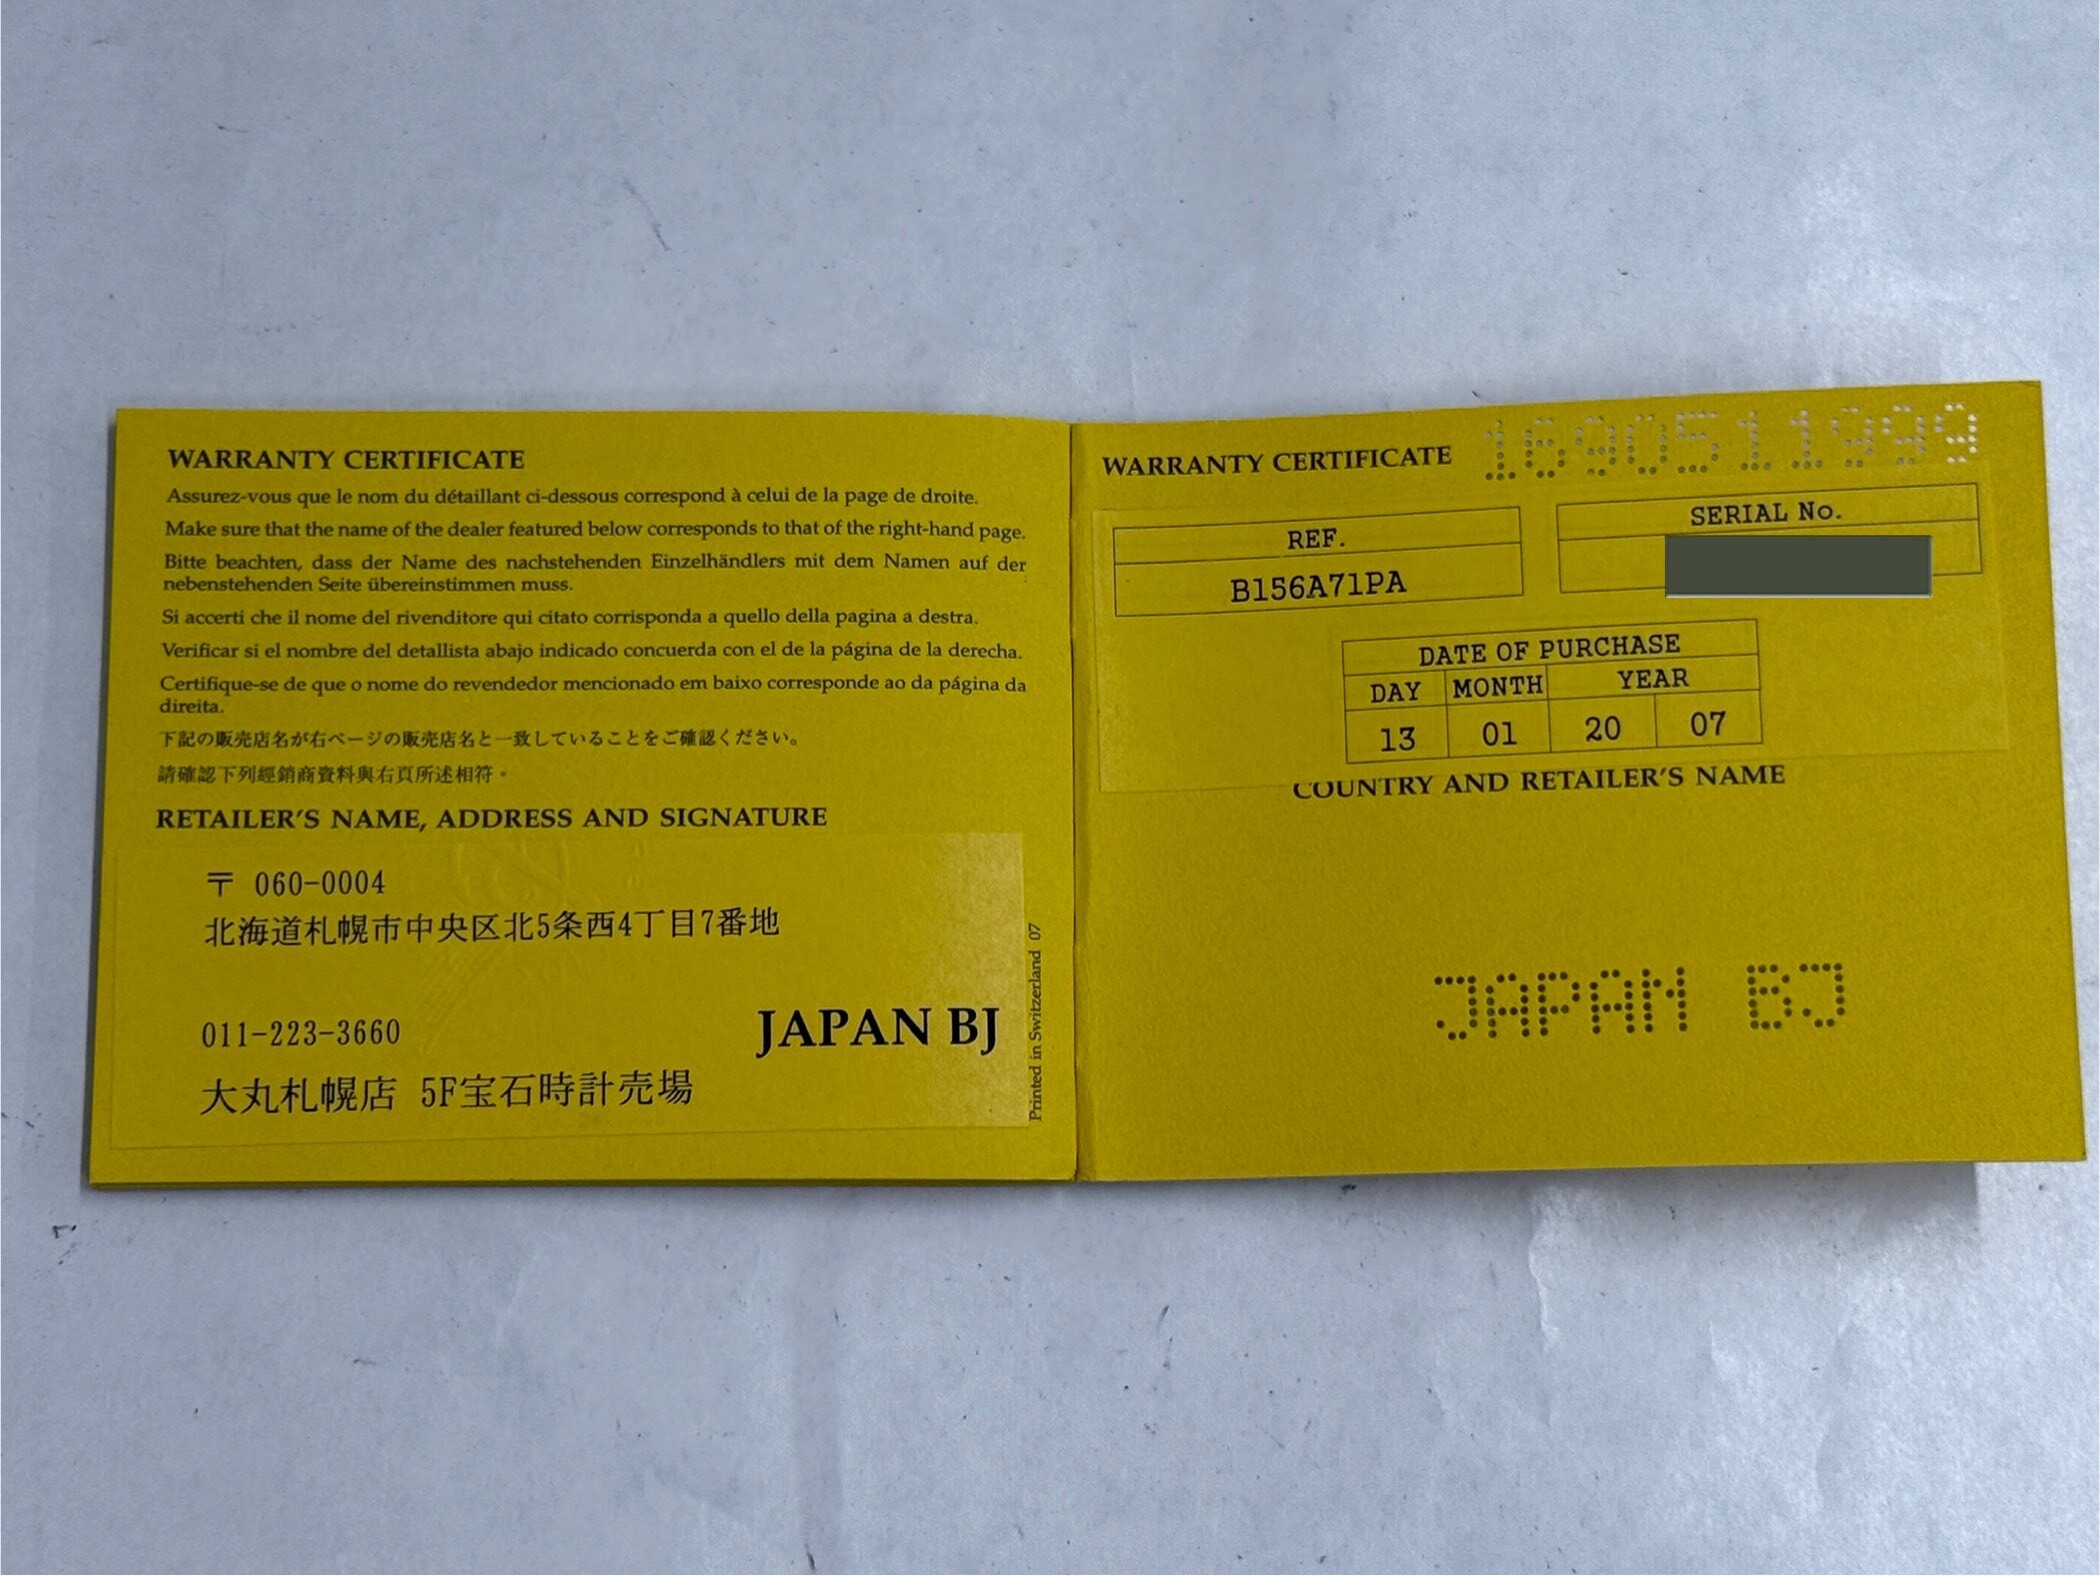 WARRANTY CERTIFICATE
Assurez-vous que le nom du détaillant ci-dessous correspond à celui de la page de droite.
Make sure that the name of the dealer featured below corresponds to that of the right-hand page.
Bitte beachten, dass der Name des nachstehenden Einzelhändlers mit dem Namen auf der
nebenstehenden Seite übereinstimmen muss.
Si accerti che il nome del rivenditore qui citato corrisponda a quello della pagina a destra.
Verificar si el nombre del detallista abajo indicado concuerda con el de la página de la derecha.
Certifique-se de que o nome do revendedor mencionado em baixo corresponde ao da página da
direita.
下記の販売店名が右ページの販売店名と一致していることをご確認ください。
請確認下列經銷商資料與右頁所述相符。
RETAILER'S NAME, ADDRESS AND SIGNATURE
〒 060-0004
北海道札幌市中央区北5条西4丁目7番地
011-223-3660
JAPAN BJ
大丸札幌店 5F宝石時計売場
Printed in Switzerland 07
WARRANTY CERTIFICATE 1690511999
REF.
B156A71PA
SERIAL No.
DATE OF PURCHASE
DAY MONTH YEAR
13 01 20 07
COUNTRY AND RETAILER'S NAME
JAPAN BJ